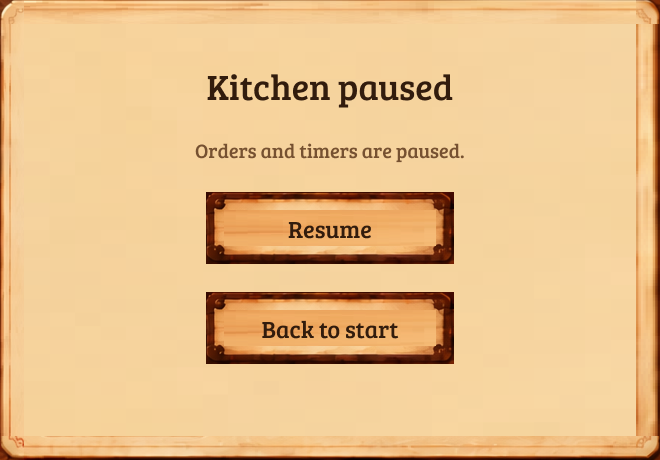 Kitchen paused
Orders and timers are paused.
Resume
Back to start